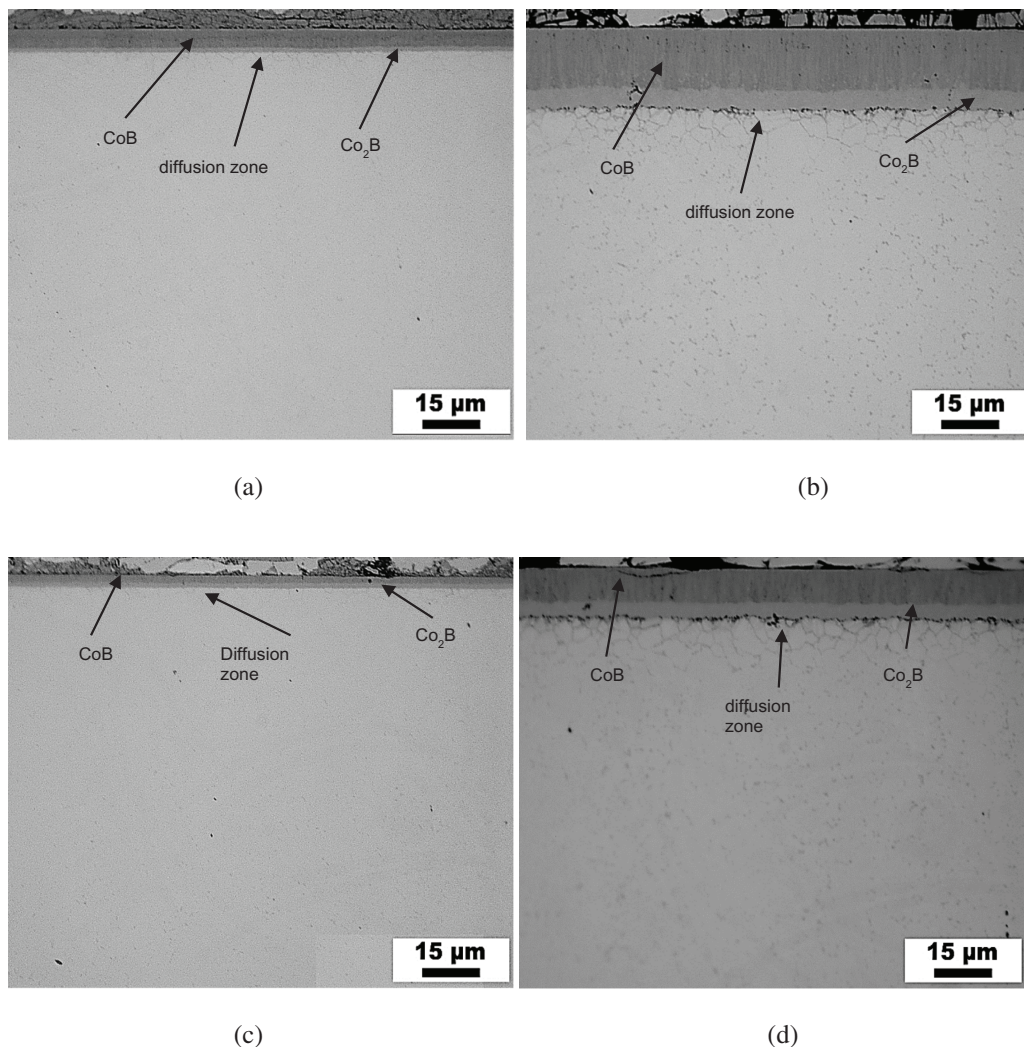 CoB
diffusion zone
Co₂B
15 µm
(a)
CoB
diffusion zone
Co₂B
15 µm
(b)
CoB
Diffusion
zone
Co₂B
15 µm
(c)
CoB
diffusion
zone
Co₂B
15 µm
(d)